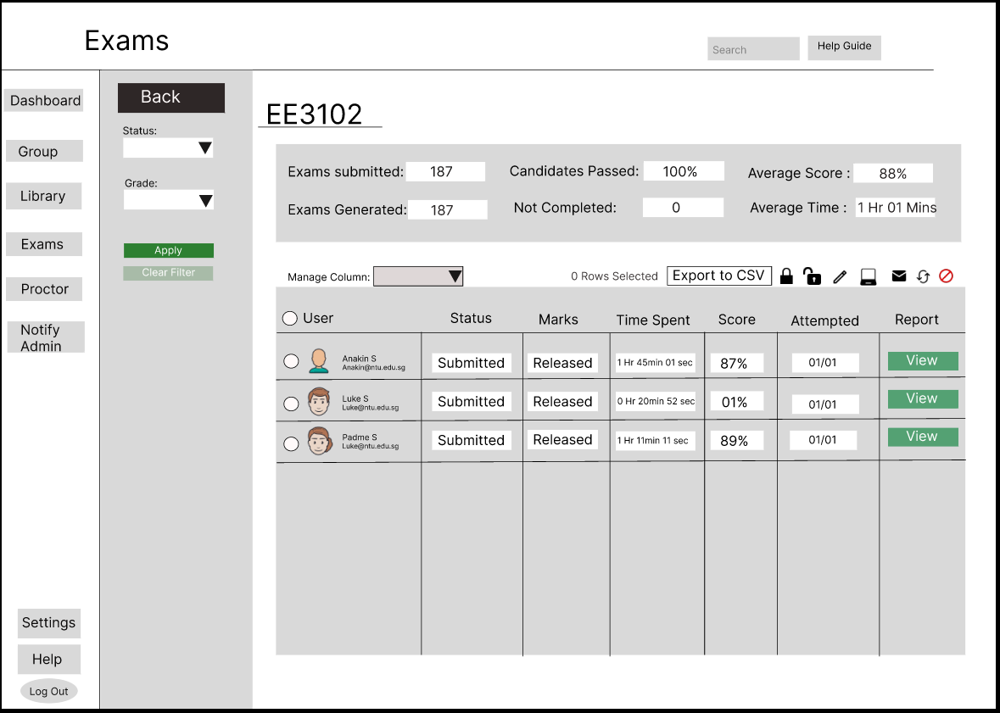 Exams
Search
Help Guide
Dashboard
Group
Library
Exams
Proctor
Notify
Admin
Settings
Help
Log Out
Back
Status:
Grade:
Apply
Clear Filter
EE3102
Exams submitted: 187
Candidates Passed: 100%
Average Score : 88%
Exams Generated: 187
Not Completed: 0
Average Time : 1 Hr 01 Mins
Manage Column:
0 Rows Selected
Export to CSV
User Status Marks Time Spent Score Attempted Report
Anakin S
Anakin@ntu.edu.sg
Submitted Released 1 Hr 45min 01 sec 87% 01/01 View
Luke S
Luke@ntu.edu.sg
Submitted Released 0 Hr 20min 52 sec 01% 01/01 View
Padme S
Luke@ntu.edu.sg
Submitted Released 1 Hr 11min 11 sec 89% 01/01 View